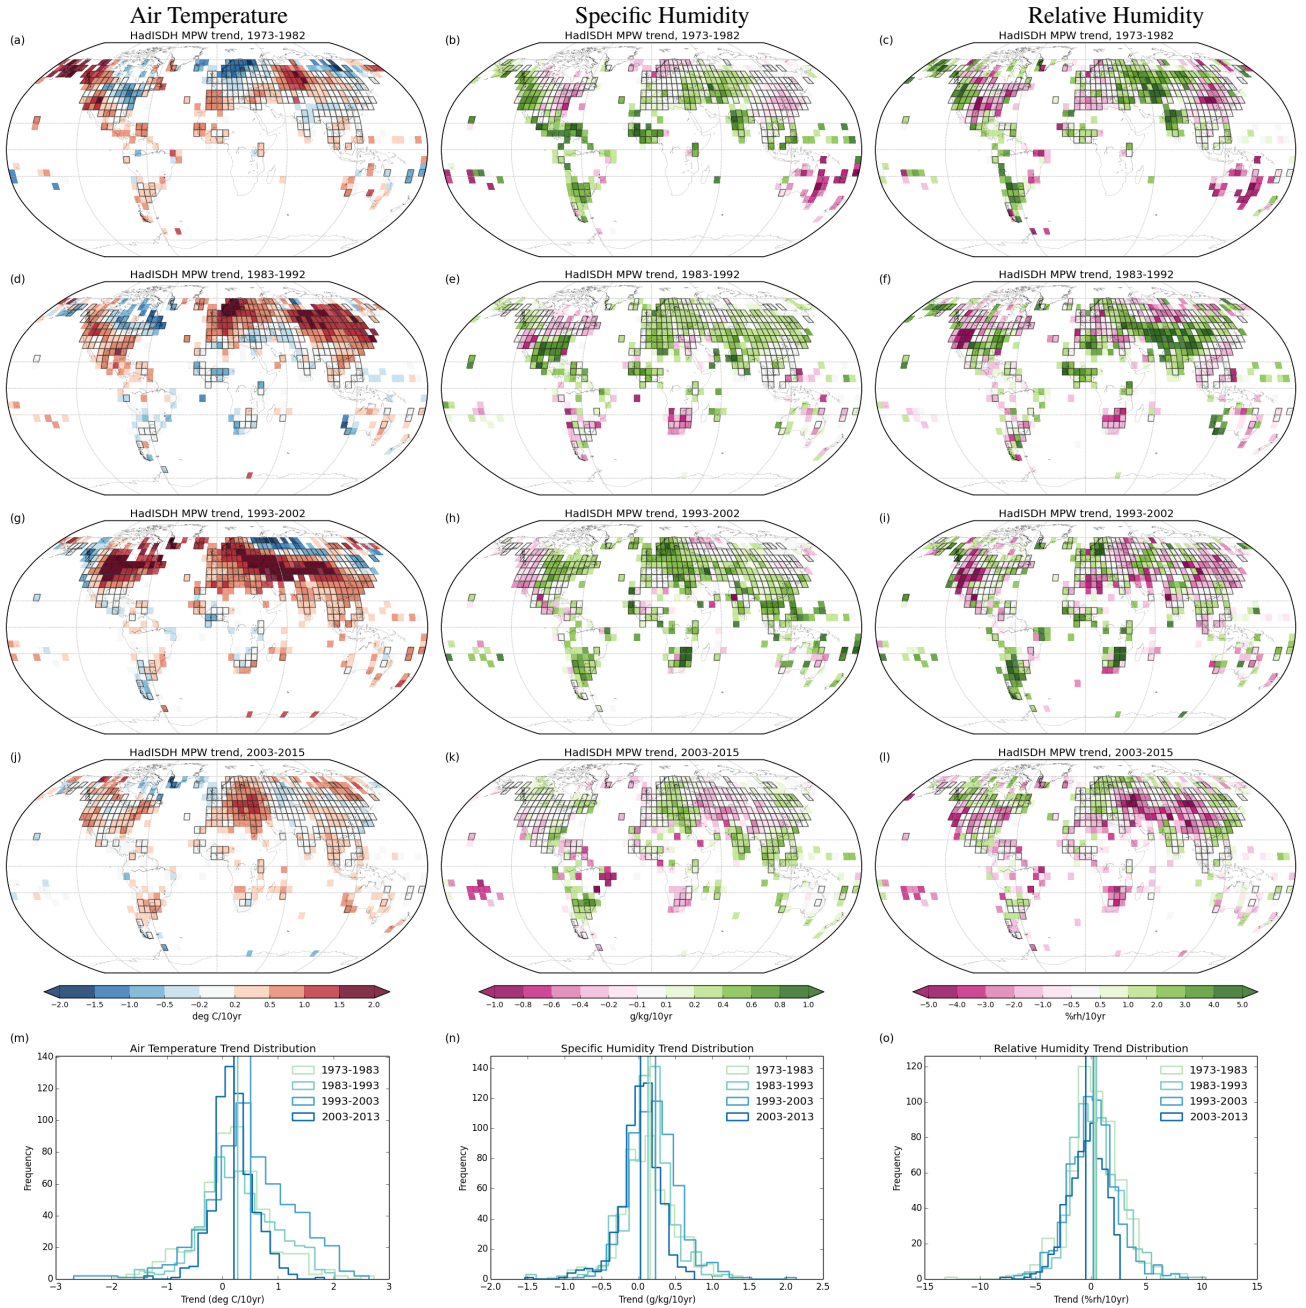 Air Temperature
Specific Humidity
Relative Humidity
(a)
HadISDH MPW trend, 1973-1982
(b)
HadISDH MPW trend, 1973-1982
(c)
HadISDH MPW trend, 1973-1982
(d)
HadISDH MPW trend, 1983-1992
(e)
HadISDH MPW trend, 1983-1992
(f)
HadISDH MPW trend, 1983-1992
(g)
HadISDH MPW trend, 1993-2002
(h)
HadISDH MPW trend, 1993-2002
(i)
HadISDH MPW trend, 1993-2002
(j)
HadISDH MPW trend, 2003-2015
(k)
HadISDH MPW trend, 2003-2015
(l)
HadISDH MPW trend, 2003-2015
−2.0 −1.5 −1.0 −0.5 −0.2 0.2 0.5 1.0 1.5 2.0
deg C/10yr
−1.0 −0.8 −0.6 −0.4 −0.2 −0.1 0.1 0.2 0.4 0.6 0.8 1.0
g/kg/10yr
−5.0 −4.0 −3.0 −2.0 −1.0 −0.5 0.5 1.0 2.0 3.0 4.0 5.0
%rh/10yr
(m)
Air Temperature Trend Distribution
140
120
100
80
60
40
20
0
Frequency
1973-1983
1983-1993
1993-2003
2003-2013
−3 −2 −1 0 1 2 3
Trend (deg C/10yr)
(n)
Specific Humidity Trend Distribution
140
120
100
80
60
40
20
0
Frequency
1973-1983
1983-1993
1993-2003
2003-2013
−2.0 −1.5 −1.0 −0.5 0.0 0.5 1.0 1.5 2.0 2.5
Trend (g/kg/10yr)
(o)
Relative Humidity Trend Distribution
120
100
80
60
40
20
0
Frequency
1973-1983
1983-1993
1993-2003
2003-2013
−15 −10 −5 0 5 10 15
Trend (%rh/10yr)